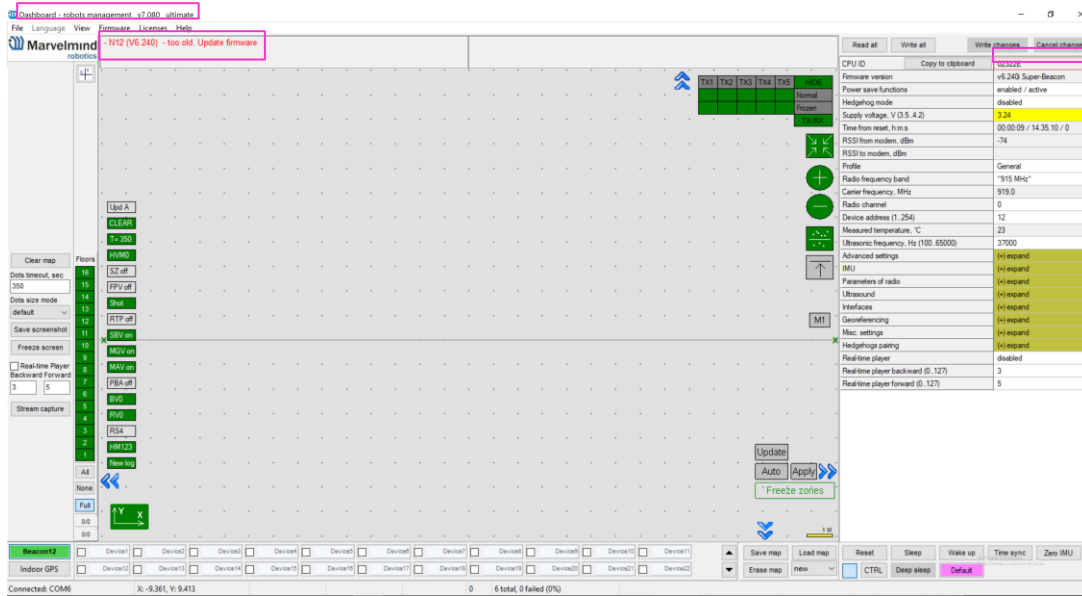 Dashboard - robots management v7.080 ultimate
File Language View Firmware Licenses Help
Marvelmind
robotics
- N12 (V6.240) - too old. Update firmware
Read all Write all Write changes Cancel change
CPU ID Copy to clipboard 02922E
Firmware version v6.240i Super-Beacon
Power save functions enabled / active
Hedgehog mode disabled
Supply voltage, V (3.5..4.2) 3.24
Time from reset, h:m:s 00:00:09 / 14.35.10 / 0
RSSI from modem, dBm -74
RSSI to modem, dBm
Profile General
Radio frequency band "915 MHz"
Carrier frequency, MHz 919.0
Radio channel 0
Device address (1..254) 12
Measured temperature, °C 23
Ultrasonic frequency, Hz (100..65000) 37000
Advanced settings (+) expand
IMU (+) expand
Parameters of radio (+) expand
Ultrasound (+) expand
Interfaces (+) expand
Georeferencing (+) expand
Misc. settings (+) expand
Hedgehogs pairing (+) expand
Real-time player disabled
Real-time player backward (0..127) 3
Real-time player forward (0..127) 5
TX1 TX2 TX3 TX4 TX5 HIDE
Normal
Frozen
TX/RX
M1
Upd A
CLEAR
T= 350
HVM0
SZ off
FPV off
Shot
RTP off
SBV on
MGV on
MAV on
PBA off
BV0
RV0
RS4
HM123
New log
Clear map
Dots timeout, sec
350
Dots size mode
default
Save screenshot
Freeze screen
Real-time Player
Backward Forward
3 5
Stream capture
Floors
16
15
14
13
12
11
10
9
8
7
6
5
4
3
2
1
All
None
Full
0/0
0/0
X
X
Y
X
Update
Auto Apply
Freeze zones
1 M
Beacon12 Device1 Device2 Device3 Device4 Device5 Device6 Device7 Device8 Device9 Device10 Device11
Indoor GPS Device12 Device13 Device14 Device15 Device16 Device17 Device18 Device19 Device20 Device21 Device22
Save map Load map
Erase map new
Reset Sleep Wake up Time sync Zero IMU
CTRL Deep sleep Default
Connected: COM6 X: -9.361, Y: 9.413 0 6 total, 0 failed (0%)